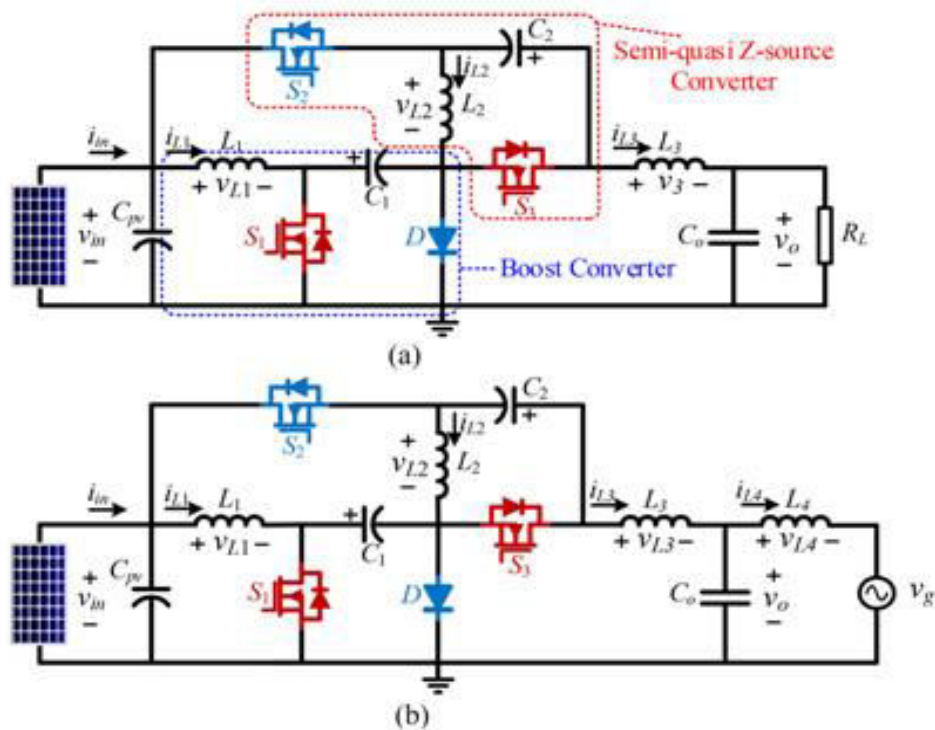 C2
Semi-quasi Z-source
Converter
S2
iL2
+
vL2
−
L2
+
iin
iL1
L1
iL3
L3
+ vL1 −
+
C1
S3
+ v3 −
Cpv
+
vin
−
S1
D
Co
+
vo
−
RL
Boost Converter
(a)
C2
S2
iL2
+
vL2
−
L2
+
iin
iL1
L1
iL3
L3
iL4
L4
+ vL1 −
+
C1
S3
+ vL3 −
+ vL4 −
Cpv
+
vin
−
S1
D
Co
+
vo
−
vg
(b)